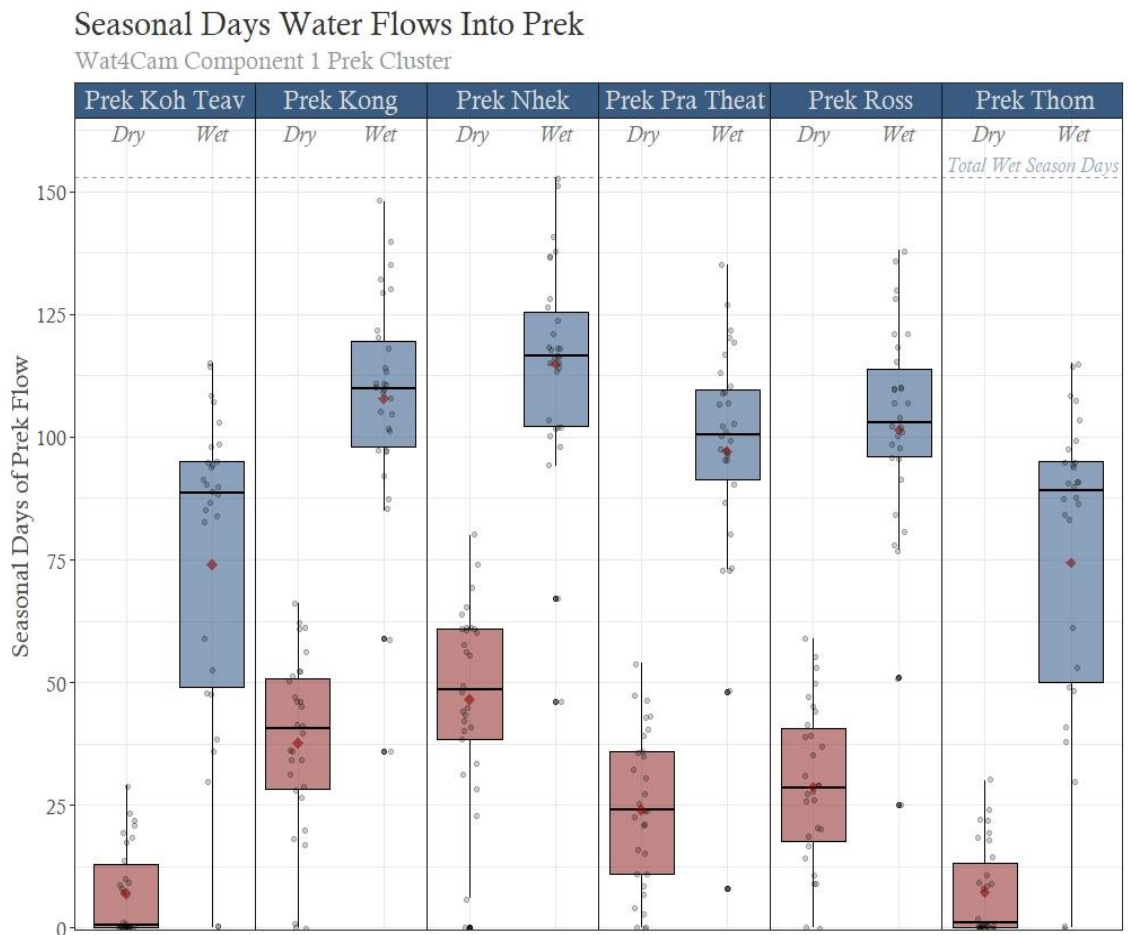 Seasonal Days Water Flows Into Prek
Wat4Cam Component 1 Prek Cluster
Prek Koh Teav Prek Kong Prek Nhek Prek Pra Theat Prek Ross Prek Thom
Dry Wet Dry Wet Dry Wet Dry Wet Dry Wet Dry Wet
Total Wet Season Days
150
125
100
75
50
25
0
Seasonal Days of Prek Flow